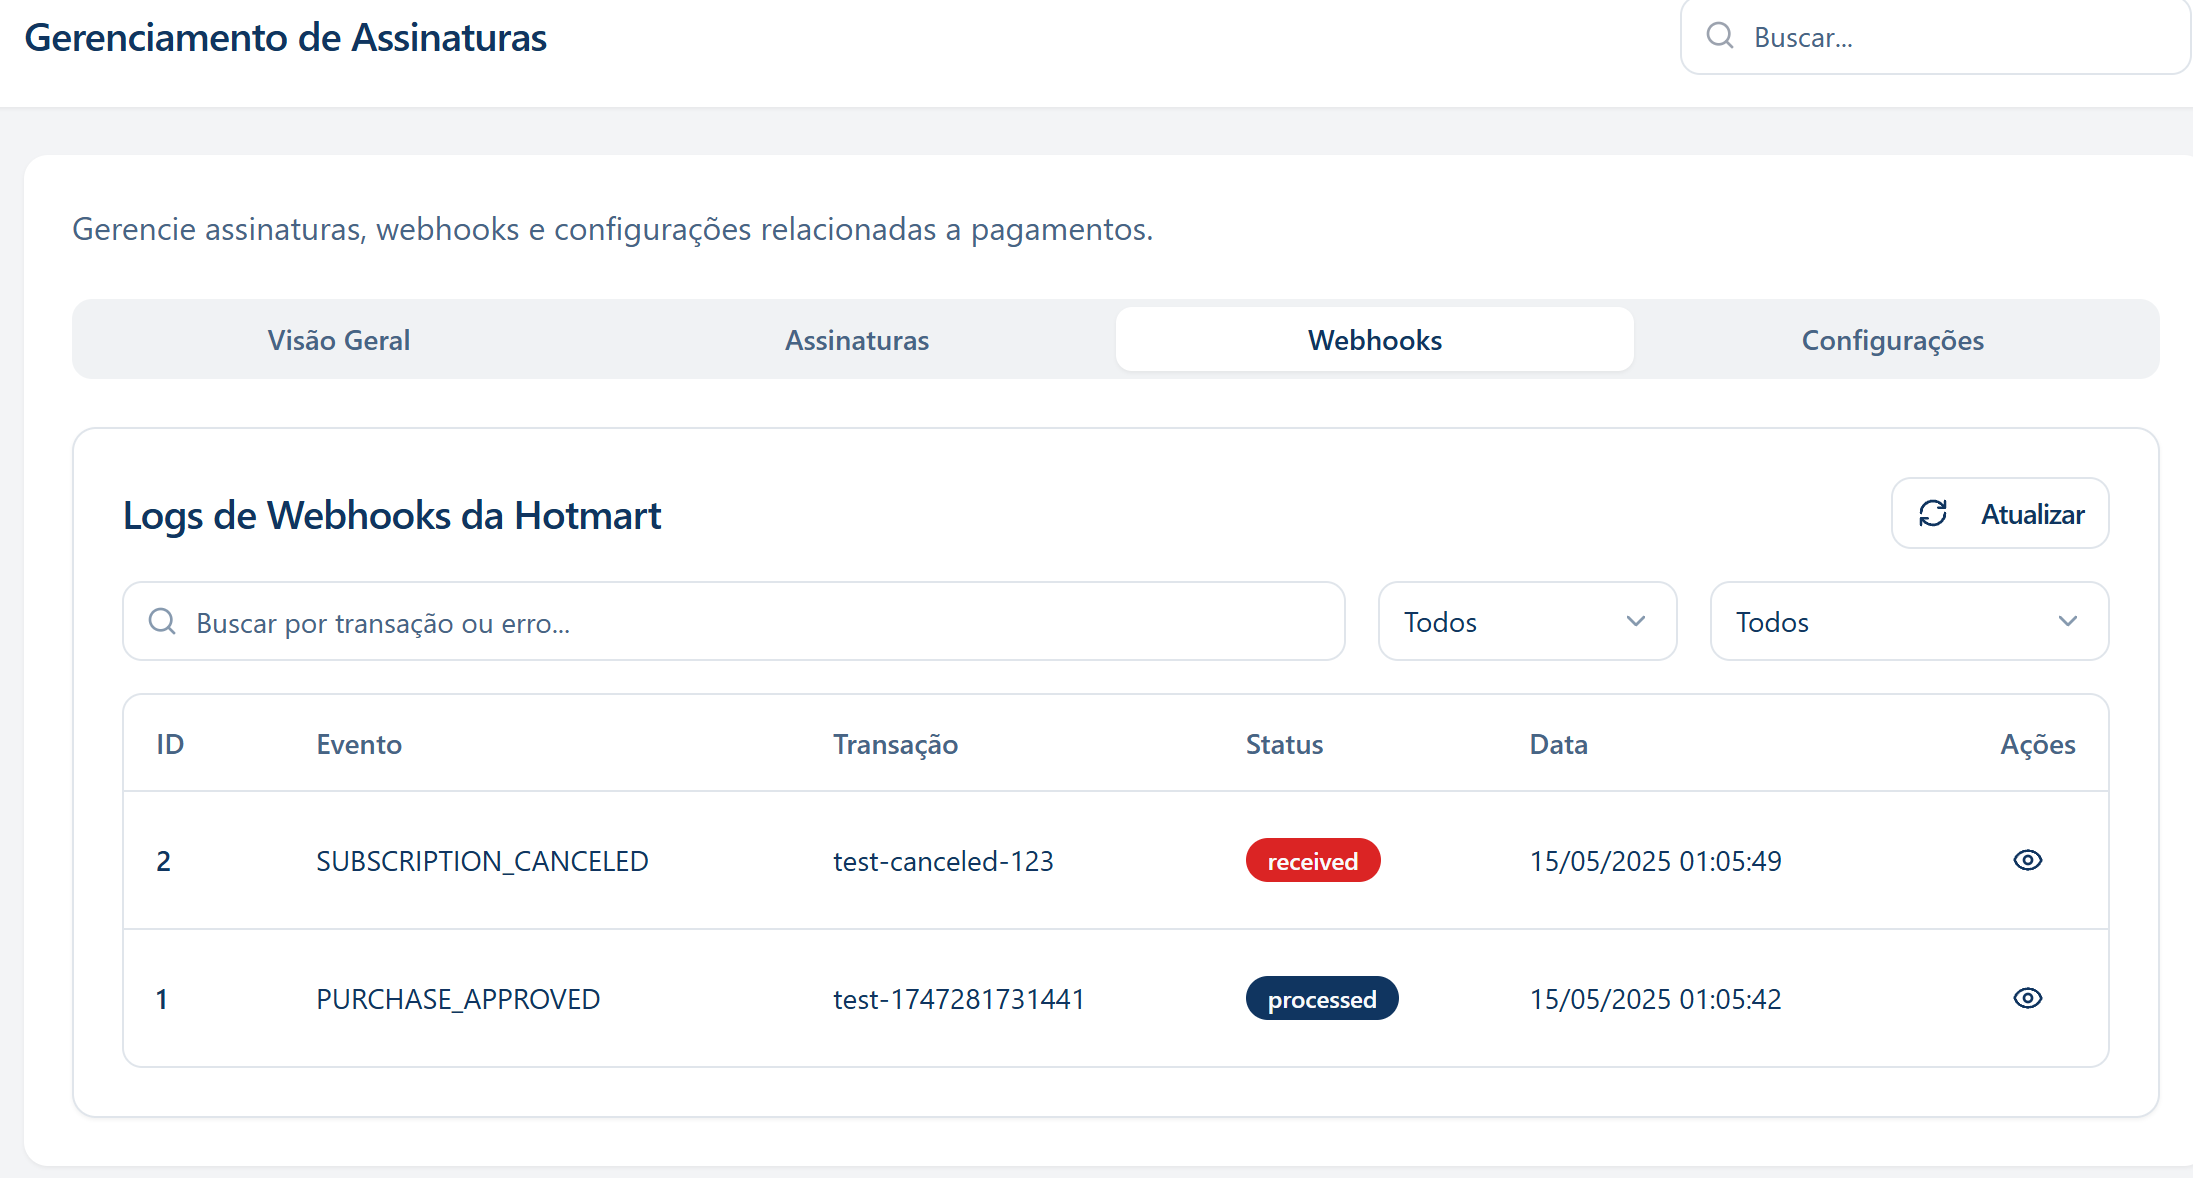 Gerenciamento de Assinaturas
Buscar...
Gerencie assinaturas, webhooks e configurações relacionadas a pagamentos.
Visão Geral Assinaturas Webhooks Configurações
Logs de Webhooks da Hotmart
Atualizar
Buscar por transação ou erro... Todos Todos
ID Evento Transação Status Data Ações
2 SUBSCRIPTION_CANCELED test-canceled-123 received 15/05/2025 01:05:49
1 PURCHASE_APPROVED test-1747281731441 processed 15/05/2025 01:05:42